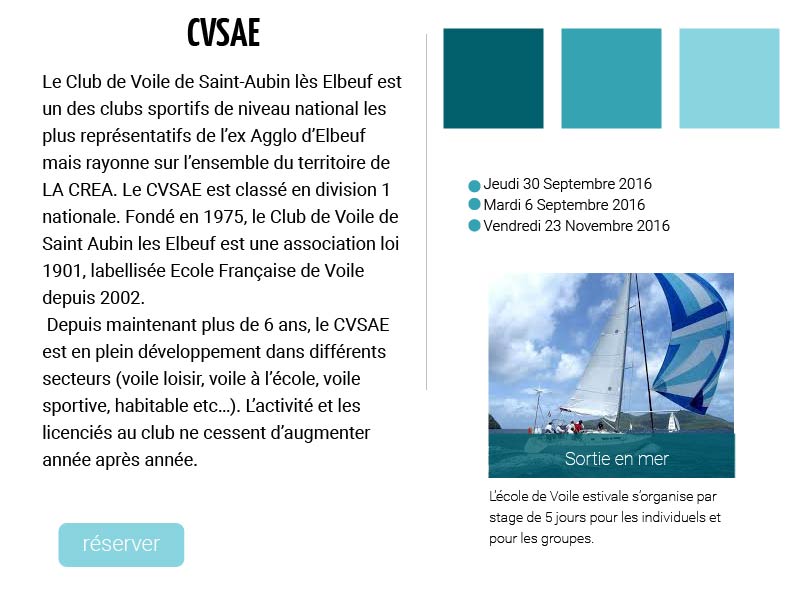 CVSAE
Le Club de Voile de Saint-Aubin lès Elbeuf est
un des clubs sportifs de niveau national les
plus représentatifs de l’ex Agglo d’Elbeuf
mais rayonne sur l’ensemble du territoire de
LA CREA. Le CVSAE est classé en division 1
nationale. Fondé en 1975, le Club de Voile de
Saint Aubin les Elbeuf est une association loi
1901, labellisée Ecole Française de Voile
depuis 2002.
Depuis maintenant plus de 6 ans, le CVSAE
est en plein développement dans différents
secteurs (voile loisir, voile à l’école, voile
sportive, habitable etc…). L’activité et les
licenciés au club ne cessent d’augmenter
année après année.
réserver
Jeudi 30 Septembre 2016
Mardi 6 Septembre 2016
Vendredi 23 Novembre 2016
Sortie en mer
L’école de Voile estivale s’organise par
stage de 5 jours pour les individuels et
pour les groupes.